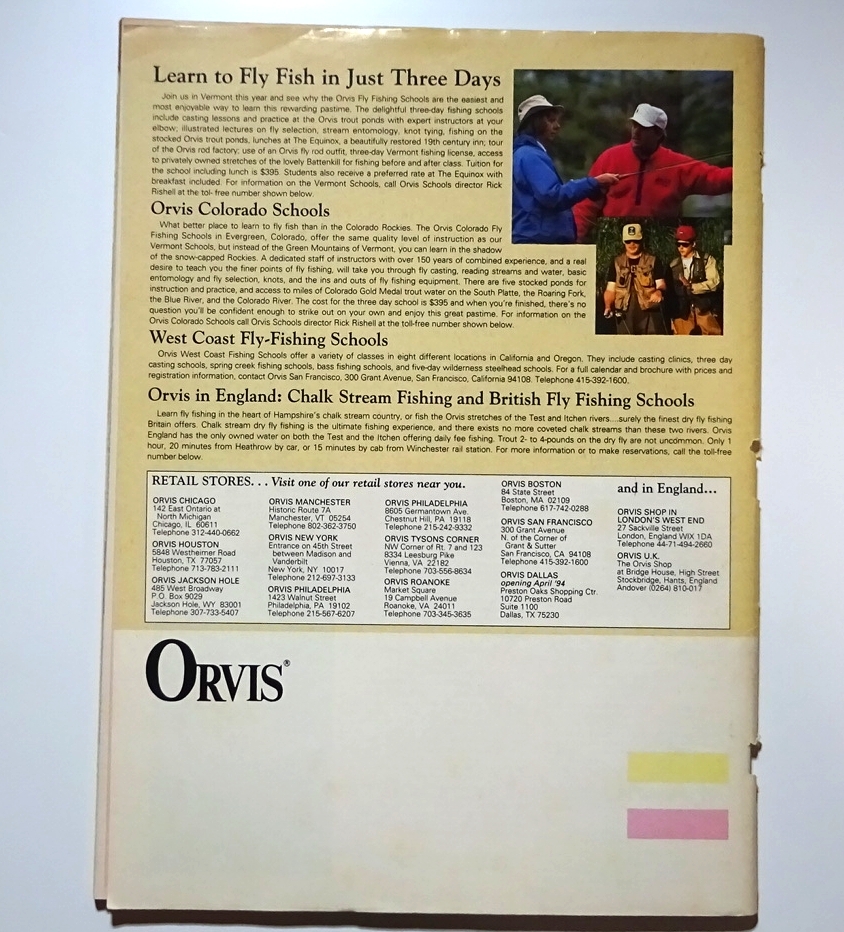 Learn to Fly Fish in Just Three Days
Join us in Vermont this year and see why the Orvis Fly Fishing Schools are the easiest and
most enjoyable way to learn this rewarding pastime. The delightful three-day fishing schools
include casting lessons and practice at the Orvis trout ponds with expert instructors at your
elbow; illustrated lectures on fly selection, stream entomology, knot tying, fishing on the
stocked Orvis trout ponds, lunches at The Equinox, a beautifully restored 19th century inn; tour
of the Orvis rod factory; use of an Orvis fly rod outfit, three-day Vermont fishing license, access
to privately owned stretches of the lovely Battenkill for fishing before and after class. Tuition for
the school including lunch is $395. Students also receive a preferred rate at The Equinox with
breakfast included. For information on the Vermont Schools, call Orvis Schools director Rick
Rishell at the tol- free number shown below.
Orvis Colorado Schools
What better place to learn to fly fish than in the Colorado Rockies. The Orvis Colorado Fly
Fishing Schools in Evergreen, Colorado, offer the same quality level of instruction as our
Vermont Schools, but instead of the Green Mountains of Vermont, you can learn in the shadow
of the snow-capped Rockies. A dedicated staff of instructors with over 150 years of combined experience, and a real
desire to teach you the finer points of fly fishing, will take you through fly casting, reading streams and water, basic
entomology and fly selection, knots, and the ins and outs of fly fishing equipment. There are five stocked ponds for
instruction and practice, and access to miles of Colorado Gold Medal trout water on the South Platte, the Roaring Fork,
the Blue River, and the Colorado River. The cost for the three day school is $395 and when you're finished, there's no
question you'll be confident enough to strike out on your own and enjoy this great pastime. For information on the
Orvis Colorado Schools call Orvis Schools director Rick Rishell at the toll-free number shown below.
West Coast Fly-Fishing Schools
Orvis West Coast Fishing Schools offer a variety of classes in eight different locations in California and Oregon. They include casting clinics, three day
casting schools, spring creek fishing schools, bass fishing schools, and five-day wilderness steelhead schools. For a full calendar and brochure with prices and
registration information, contact Orvis San Francisco, 300 Grant Avenue, San Francisco, California 94108. Telephone 415-392-1600.
Orvis in England: Chalk Stream Fishing and British Fly Fishing Schools
Learn fly fishing in the heart of Hampshire's chalk stream country, or fish the Orvis stretches of the Test and Itchen rivers...surely the finest dry fly fishing
Britain offers. Chalk stream dry fly fishing is the ultimate fishing experience, and there exists no more coveted chalk streams than these two rivers. Orvis
England has the only owned water on both the Test and the Itchen offering daily fee fishing. Trout 2- to 4-pounds on the dry fly are not uncommon. Only 1
hour, 20 minutes from Heathrow by car, or 15 minutes by cab from Winchester rail station. For more information or to make reservations, call the toll-free
number below.
RETAIL STORES. . . Visit one of our retail stores near you.
ORVIS CHICAGO
142 East Ontario at
North Michigan
Chicago, IL 60611
Telephone 312-440-0662
ORVIS HOUSTON
5848 Westheimer Road
Houston, TX 77057
Telephone 713-783-2111
ORVIS JACKSON HOLE
485 West Broadway
P.O. Box 9029
Jackson Hole, WY 83001
Telephone 307-733-5407
ORVIS MANCHESTER
Historic Route 7A
Manchester, VT 05254
Telephone 802-362-3750
ORVIS NEW YORK
Entrance on 45th Street
between Madison and
Vanderbilt
New York, NY 10017
Telephone 212-697-3133
ORVIS PHILADELPHIA
1423 Walnut Street
Philadelphia, PA 19102
Telephone 215-567-6207
ORVIS PHILADELPHIA
8605 Germantown Ave.
Chestnut Hill, PA 19118
Telephone 215-242-9332
ORVIS TYSONS CORNER
NW Corner of Rt. 7 and 123
8334 Leesburg Pike
Vienna, VA 22182
Telephone 703-556-8634
ORVIS ROANOKE
Market Square
19 Campbell Avenue
Roanoke, VA 24011
Telephone 703-345-3635
ORVIS BOSTON
84 State Street
Boston, MA 02109
Telephone 617-742-0288
ORVIS SAN FRANCISCO
300 Grant Avenue
N. of the Corner of
Grant & Sutter
San Francisco, CA 94108
Telephone 415-392-1600
ORVIS DALLAS
opening April '94
Preston Oaks Shopping Ctr.
10720 Preston Road
Suite 1100
Dallas, TX 75230
and in England...
ORVIS SHOP IN
LONDON'S WEST END
27 Sackville Street
London, England WIX 1DA
Telephone 44-71-494-2660
ORVIS U.K.
The Orvis Shop
at Bridge House, High Street
Stockbridge, Hants, England
Andover (0264) 810-017
ORVIS®